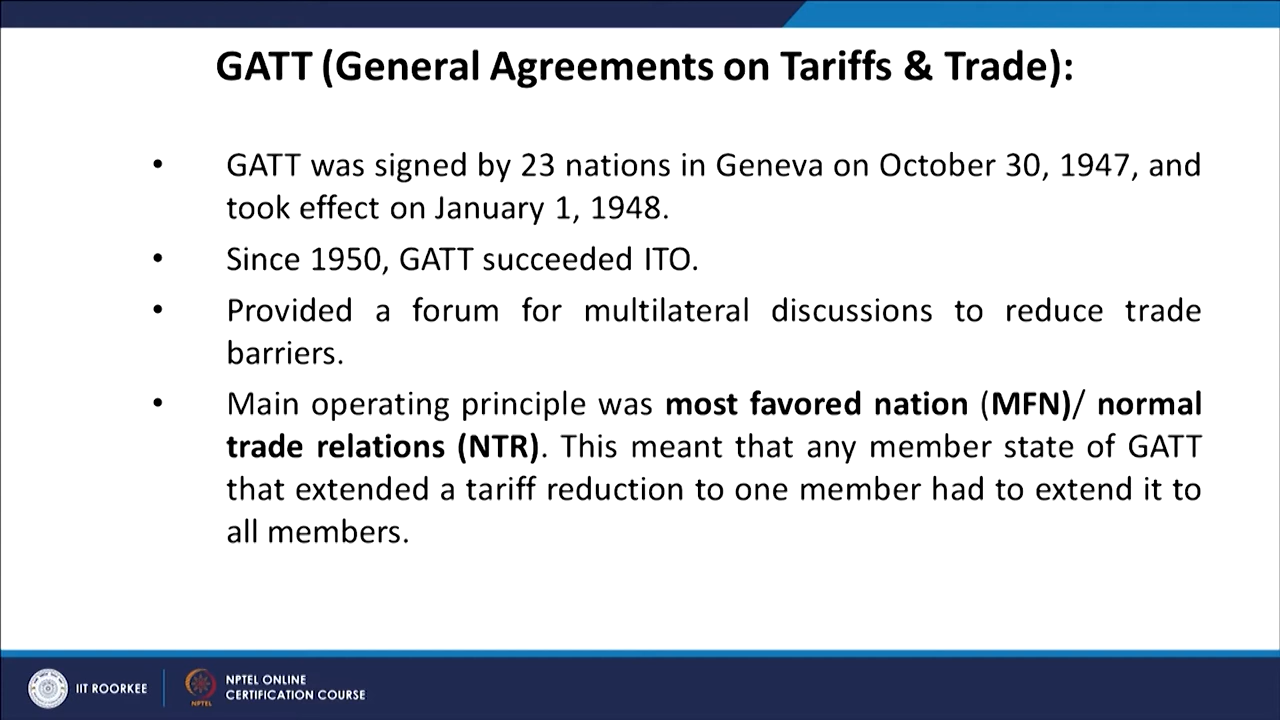 GATT (General Agreements on Tariffs & Trade):
• GATT was signed by 23 nations in Geneva on October 30, 1947, and
took effect on January 1, 1948.
• Since 1950, GATT succeeded ITO.
• Provided a forum for multilateral discussions to reduce trade
barriers.
• Main operating principle was most favored nation (MFN)/ normal
trade relations (NTR). This meant that any member state of GATT
that extended a tariff reduction to one member had to extend it to
all members.
IIT ROORKEE
NPTEL
NPTEL ONLINE
CERTIFICATION COURSE